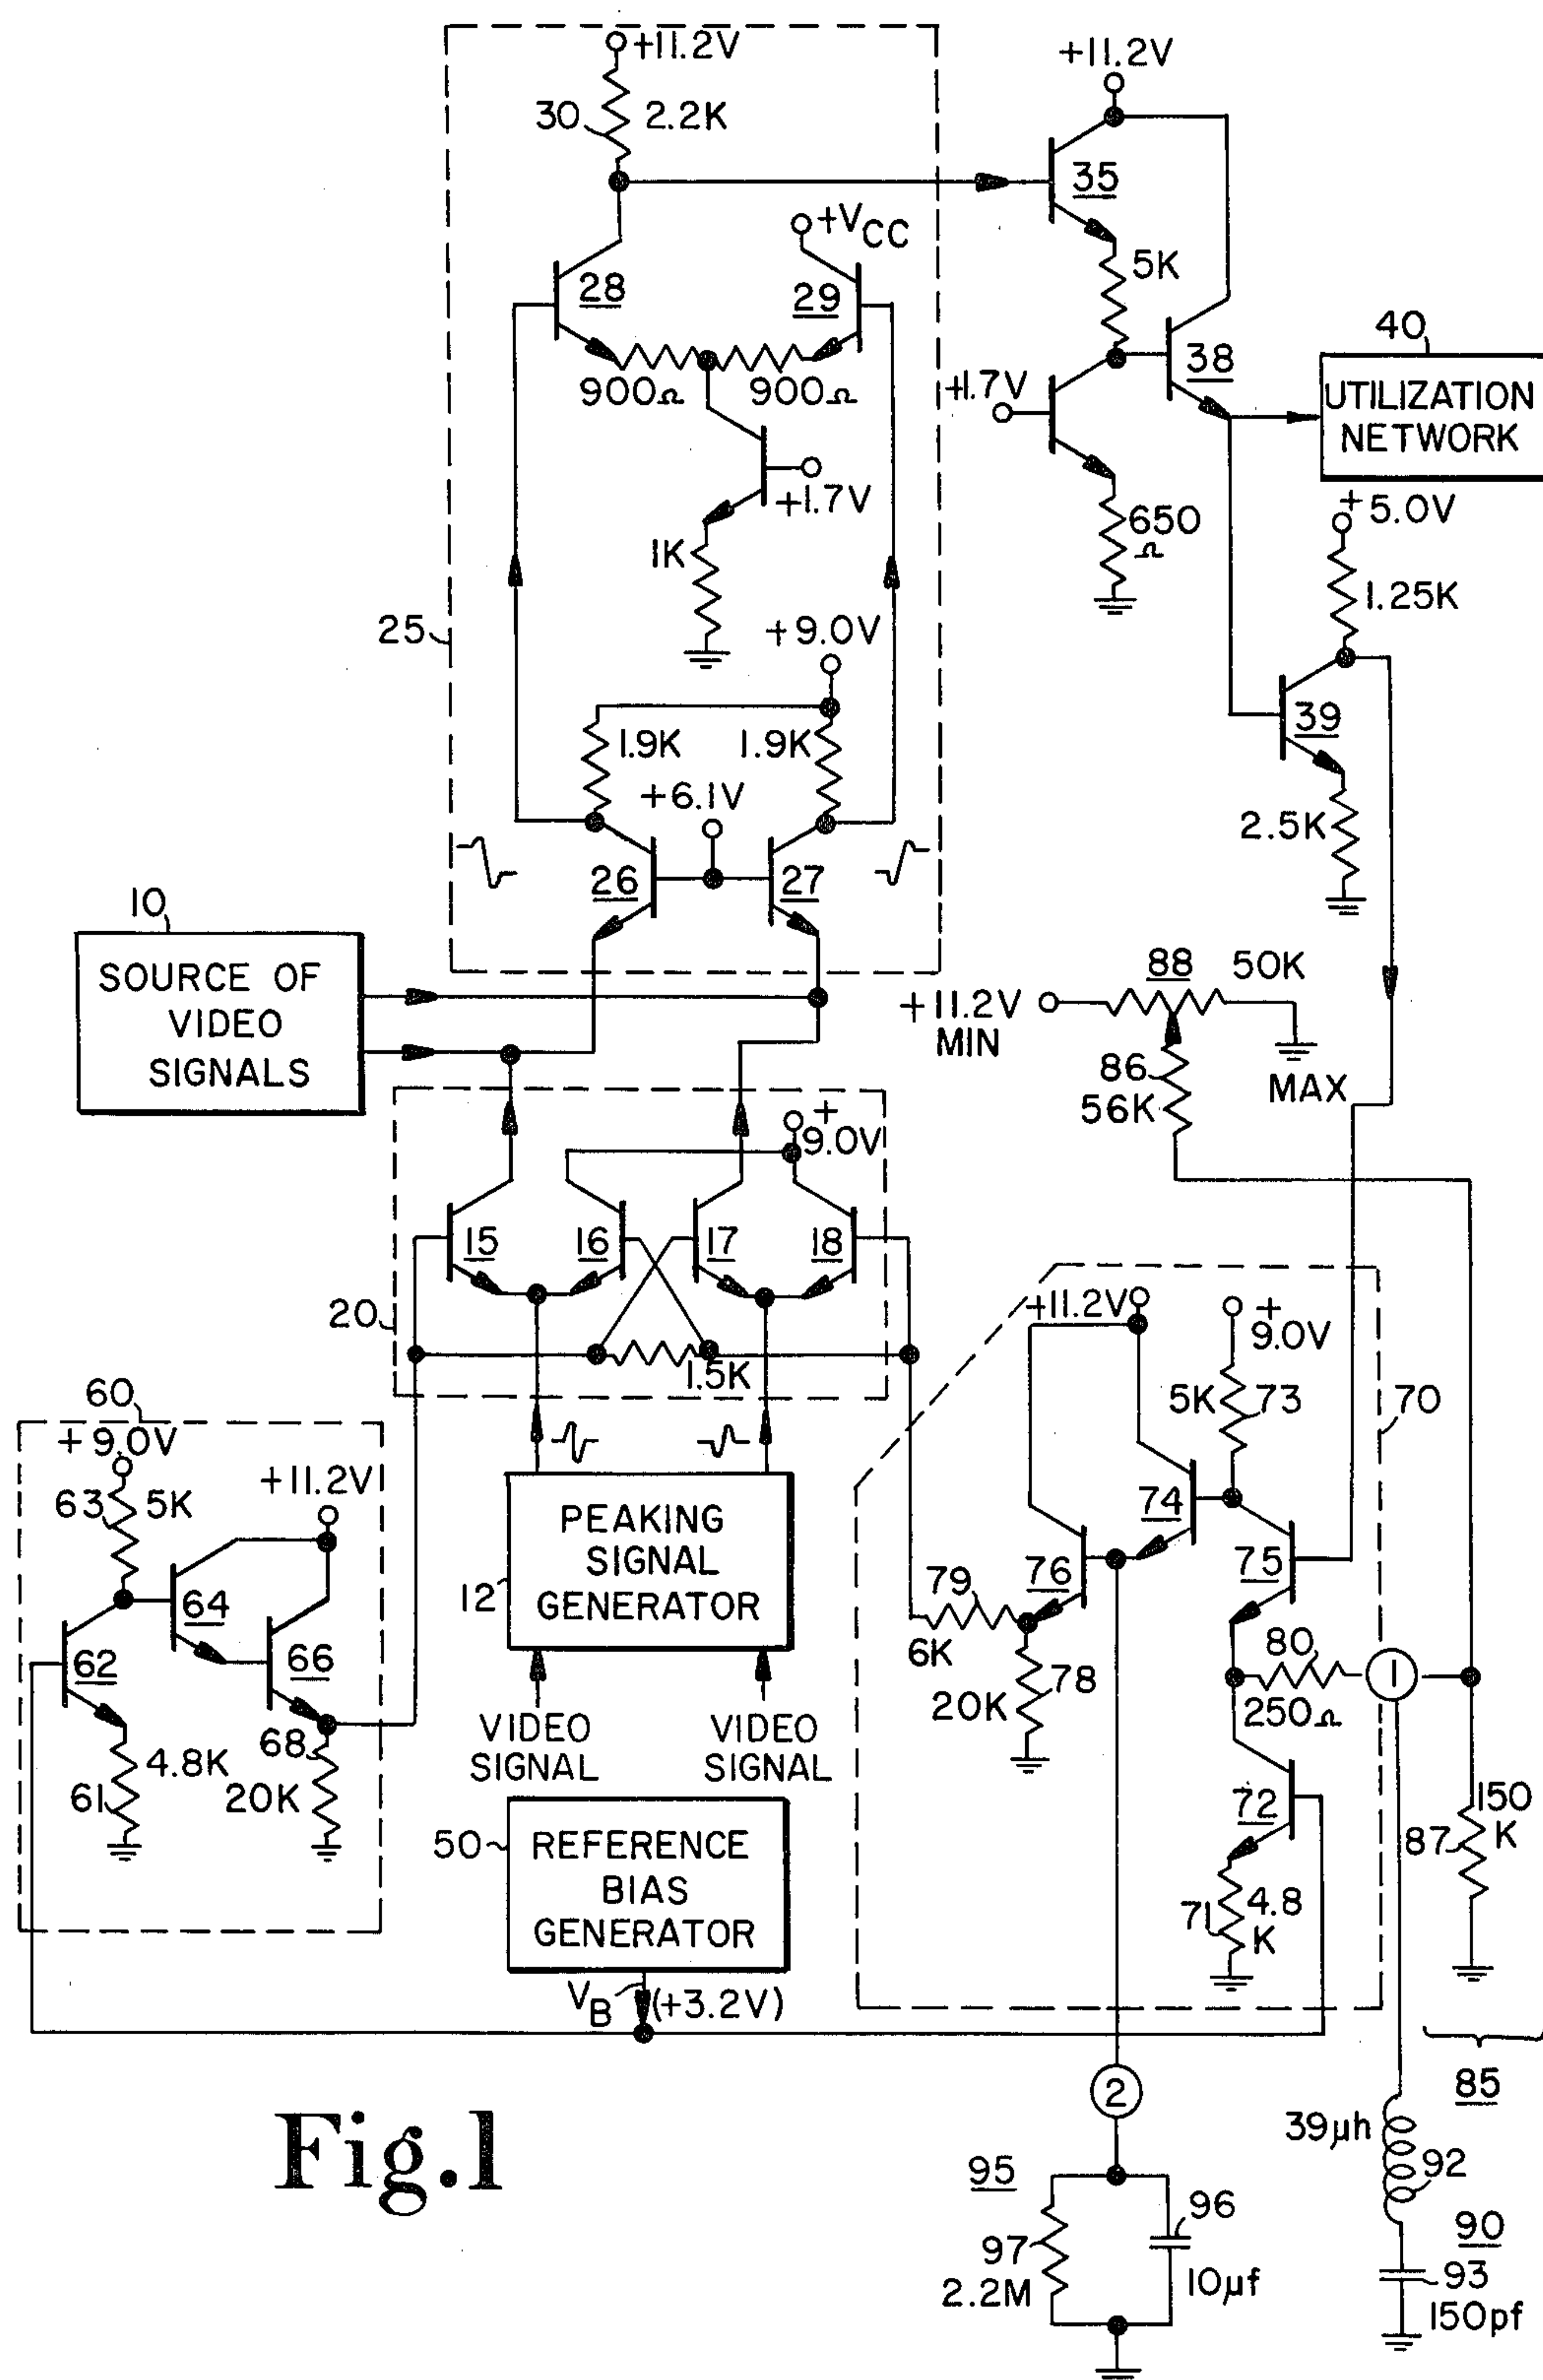 +11.2V
30
2.2K
+11.2V
35
+VCC
28
29
5K
40
900Ω
900Ω
+1.7V
38
UTILIZATION
NETWORK
+1.7V
+5.0V
1K
650
Ω
1.25K
25
+9.0V
39
1.9K
1.9K
+6.1V
2.5K
26
27
10
SOURCE OF
VIDEO
SIGNALS
88
50K
+11.2V
MIN
86
56K
MAX
+
9.0V
15
16
17
18
20
1.5K
+11.2V
+
9.0V
60
+9.0V
5K
73
70
63
5K
+11.2V
74
PEAKING
SIGNAL
GENERATOR
12
76
75
64
79
62
66
6K
80
1
78
20K
250Ω
VIDEO
SIGNAL
VIDEO
SIGNAL
68
4.8K
61
20K
72
150
K
87
50
REFERENCE
BIAS
GENERATOR
71
4.8
K
VB
(+3.2V)
2
85
Fig.1
39μh
92
95
96
90
97
2.2M
10μf
93
150pf